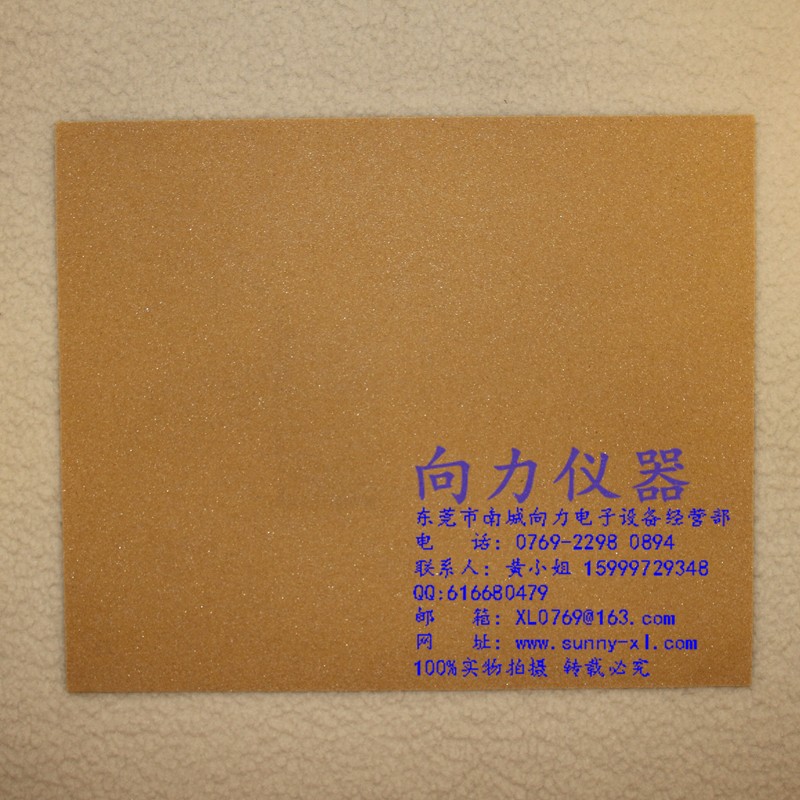 向力仪器
东莞市南城向力电子设备经营部
电 话: 0769-2298 0894
联系人: 黄小姐 15999729348
QQ:616680479
邮 箱: XL0769@163.com
网 址: www.sunny-xl.com
100%实物拍摄 转载必究